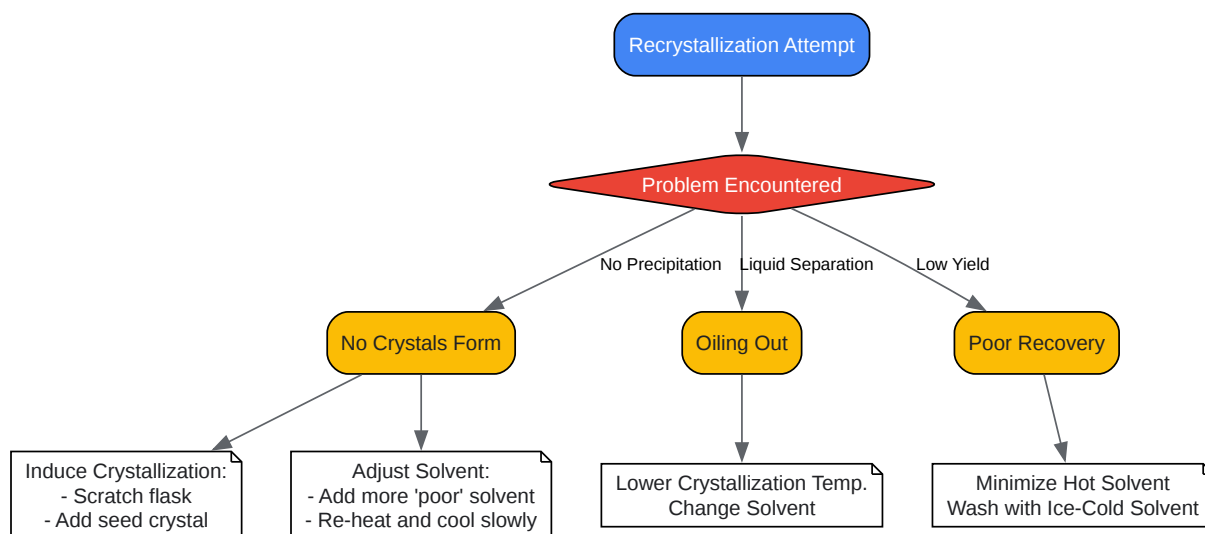 Recrystallization Attempt
Problem Encountered
No Precipitation
Liquid Separation
Low Yield
No Crystals Form
Oiling Out
Poor Recovery
Induce Crystallization:
- Scratch flask
- Add seed crystal
Adjust Solvent:
- Add more 'poor' solvent
- Re-heat and cool slowly
Lower Crystallization Temp.
Change Solvent
Minimize Hot Solvent
Wash with Ice-Cold Solvent